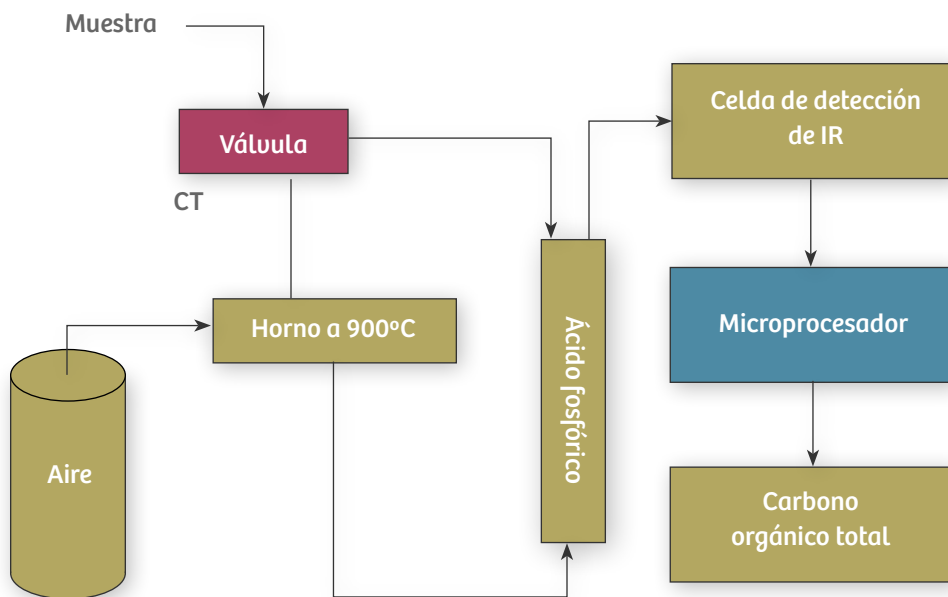 Muestra
Válvula
CT
Horno a 900ºC
Aire
Ácido fosfórico
Celda de detección
de IR
Microprocesador
Carbono
orgánico total